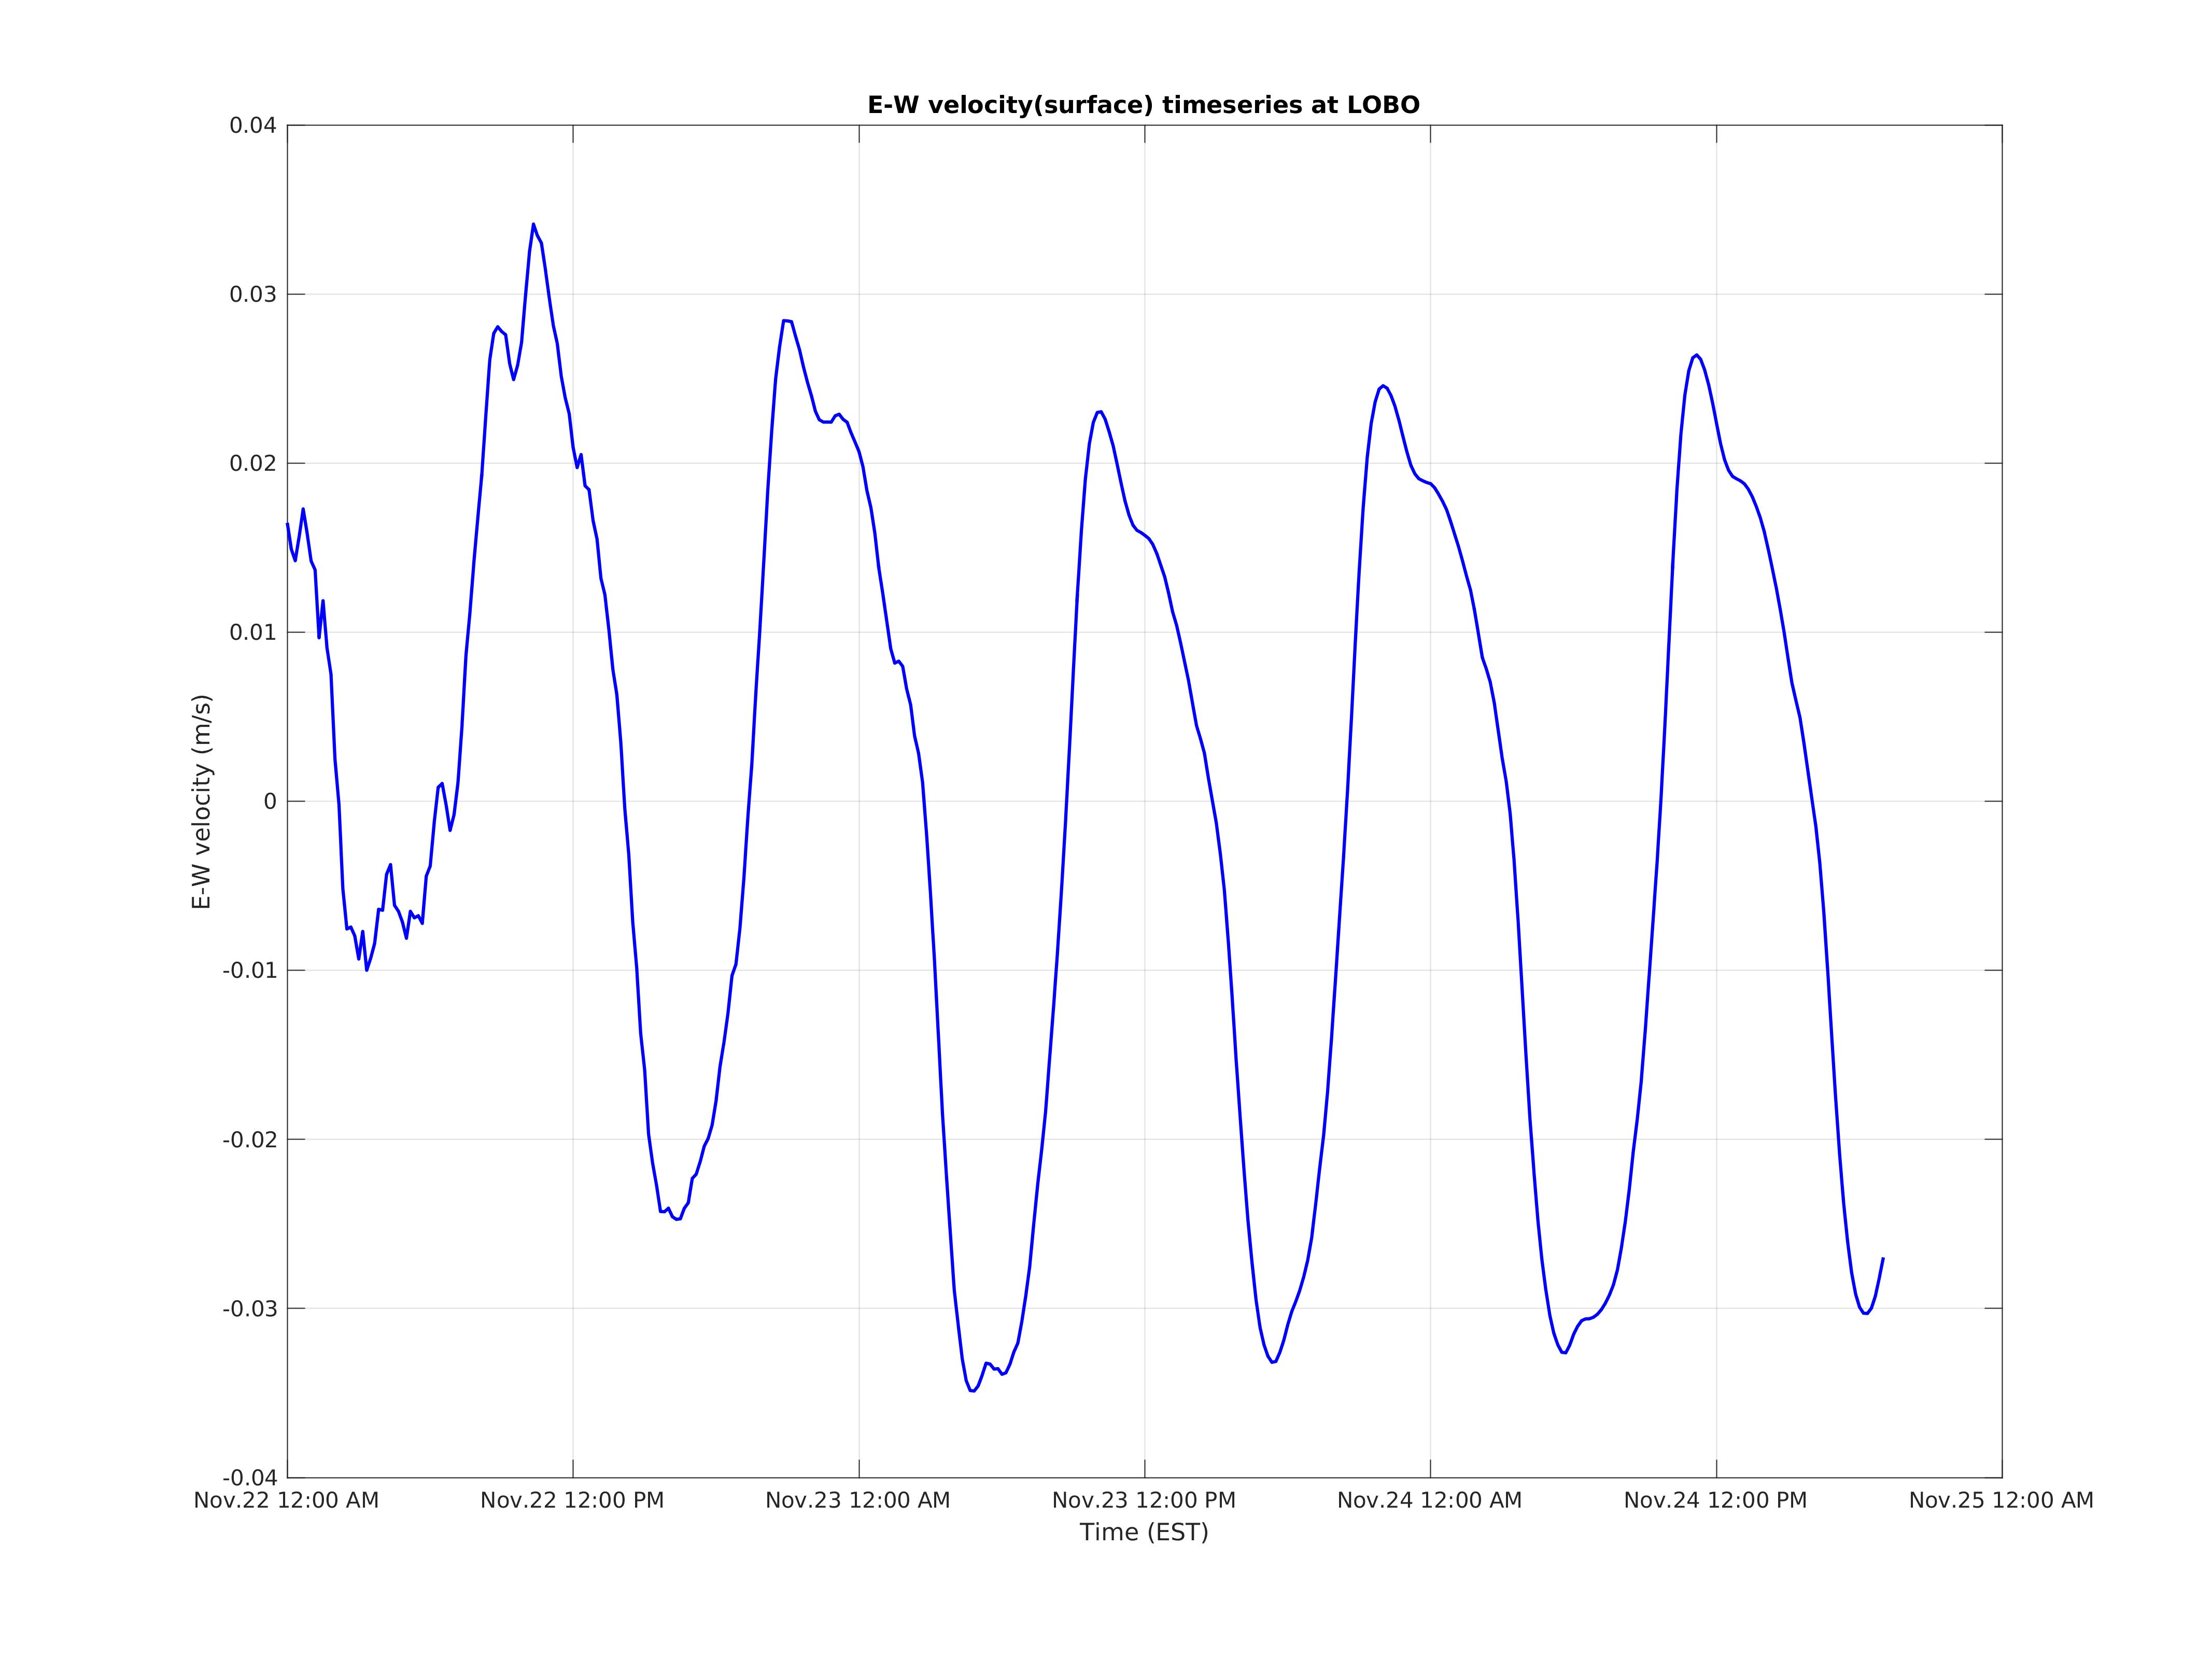 E-W velocity(surface) timeseries at LOBO
0.04
0.03
0.02
0.01
0
-0.01
-0.02
-0.03
-0.04
E-W velocity (m/s)
Nov.22 12:00 AM Nov.22 12:00 PM Nov.23 12:00 AM Nov.23 12:00 PM Nov.24 12:00 AM Nov.24 12:00 PM Nov.25 12:00 AM
Time (EST)